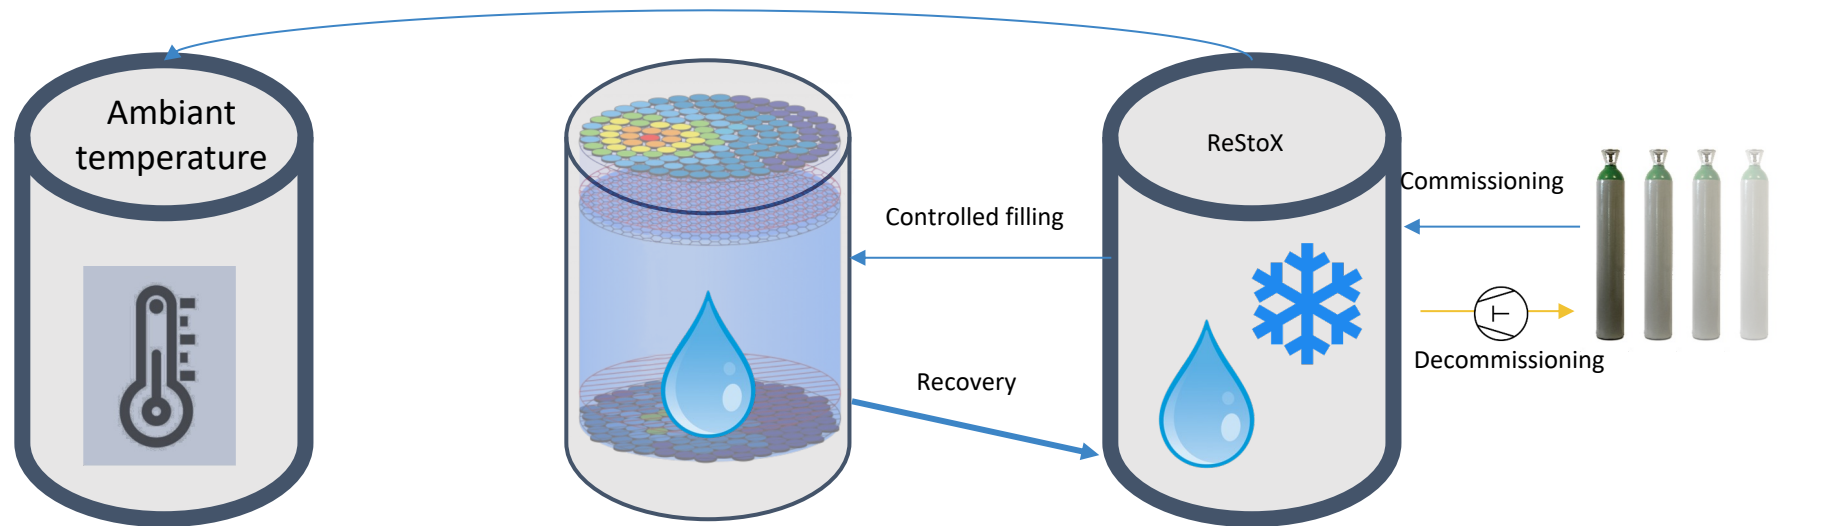 Ambiant
temperature
Controlled filling
Recovery
ReStoX
Commissioning
Decommissioning